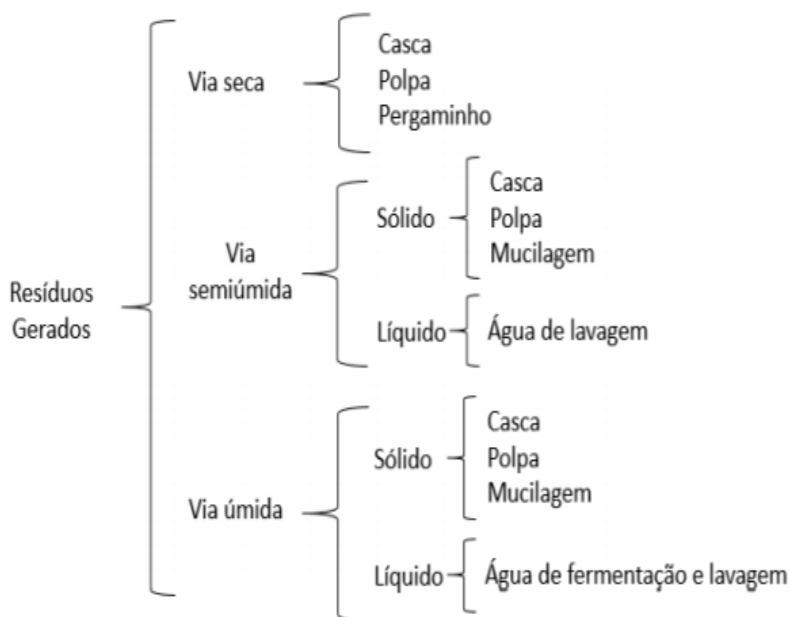 Resíduos
Gerados
Via seca
Casca
Polpa
Pergaminho
Via
semiúmida
Sólido
Casca
Polpa
Mucilagem
Líquido
Água de lavagem
Via úmida
Sólido
Casca
Polpa
Mucilagem
Líquido
Água de fermentação e lavagem